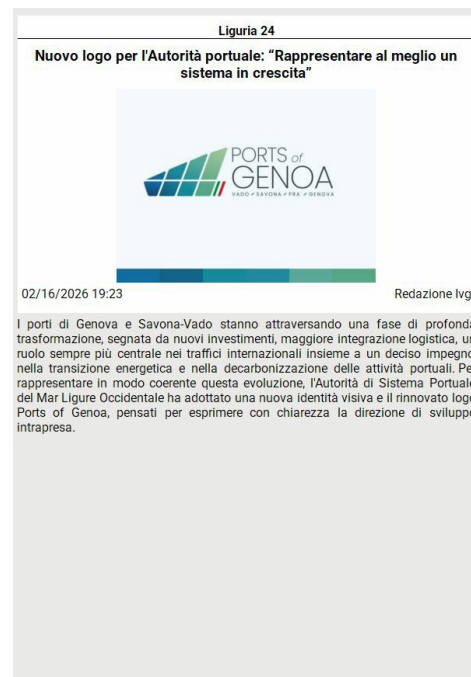 Liguria 24
Nuovo logo per l'Autorità portuale: “Rappresentare al meglio un
sistema in crescita”
PORTS of
GENOA
VADO SAVONA PRA' GENOVA
02/16/2026 19:23
Redazione Ivg
I porti di Genova e Savona-Vado stanno attraversando una fase di profonda
trasformazione, segnata da nuovi investimenti, maggiore integrazione logistica, un
ruolo sempre più centrale nei traffici internazionali insieme a un deciso impegno
nella transizione energetica e nella decarbonizzazione delle attività portuali. Per
rappresentare in modo coerente questa evoluzione, l'Autorità di Sistema Portuale
del Mar Ligure Occidentale ha adottato una nuova identità visiva e il rinnovato logo
Ports of Genoa, pensati per esprimere con chiarezza la direzione di sviluppo
intrapresa.